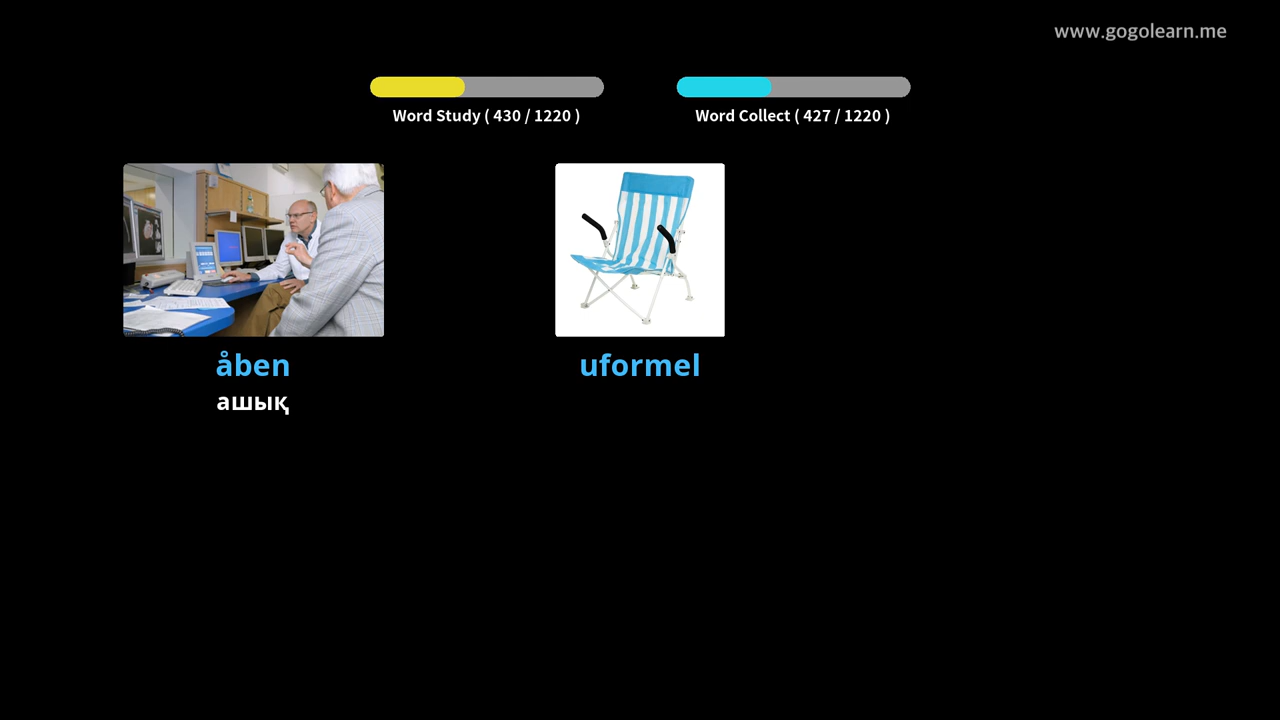 www.gogolearn.me
Word Study ( 430 / 1220 )
Word Collect ( 427 / 1220 )
åben
ашық
uformel